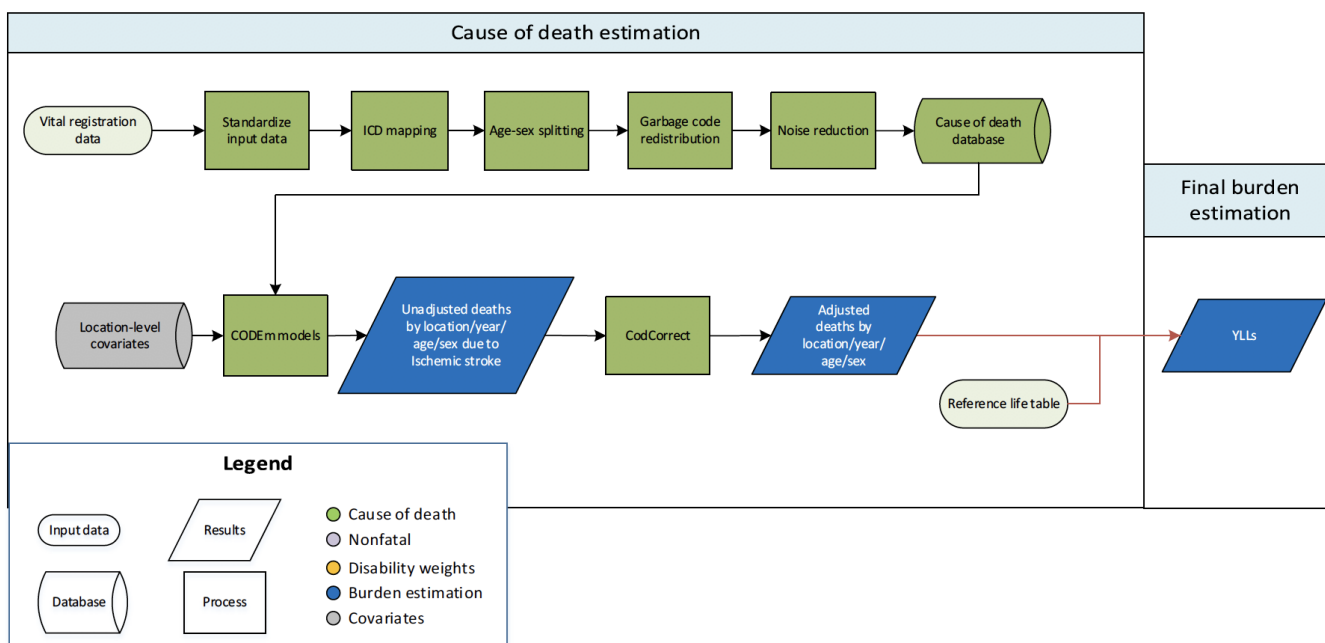 Cause of death estimation
Vital registration
data
Standardize
input data
ICD mapping
Age-sex splitting
Garbage code
redistribution
Noise reduction
Cause of death
database
Final burden
estimation
Location-level
covariates
CODEm models
Unadjusted deaths
by location/year/
age/sex due to
Ischemic stroke
CodCorrect
Adjusted
deaths by
location/year/
age/sex
YLLs
Reference life table
Legend
Input data
Results
Database
Process
Cause of death
Nonfatal
Disability weights
Burden estimation
Covariates